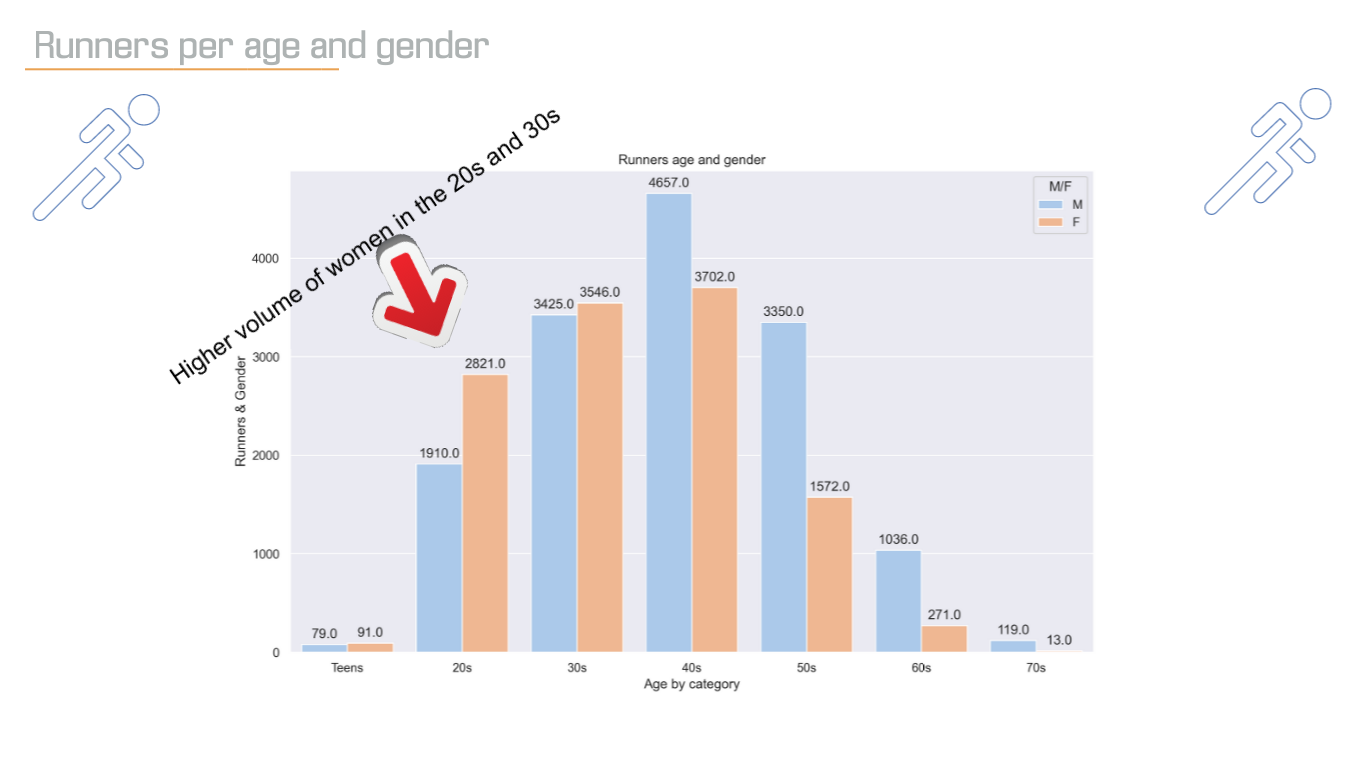 Runners per age and gender
Higher volume of women in the 20s and 30s
Runners age and gender
M/F
M
F
Runners & Gender
4000
3000
2000
1000
0
79.0
91.0
1910.0
2821.0
3425.0
3546.0
4657.0
3702.0
3350.0
1572.0
1036.0
271.0
119.0
13.0
Teens
20s
30s
40s
50s
60s
70s
Age by category